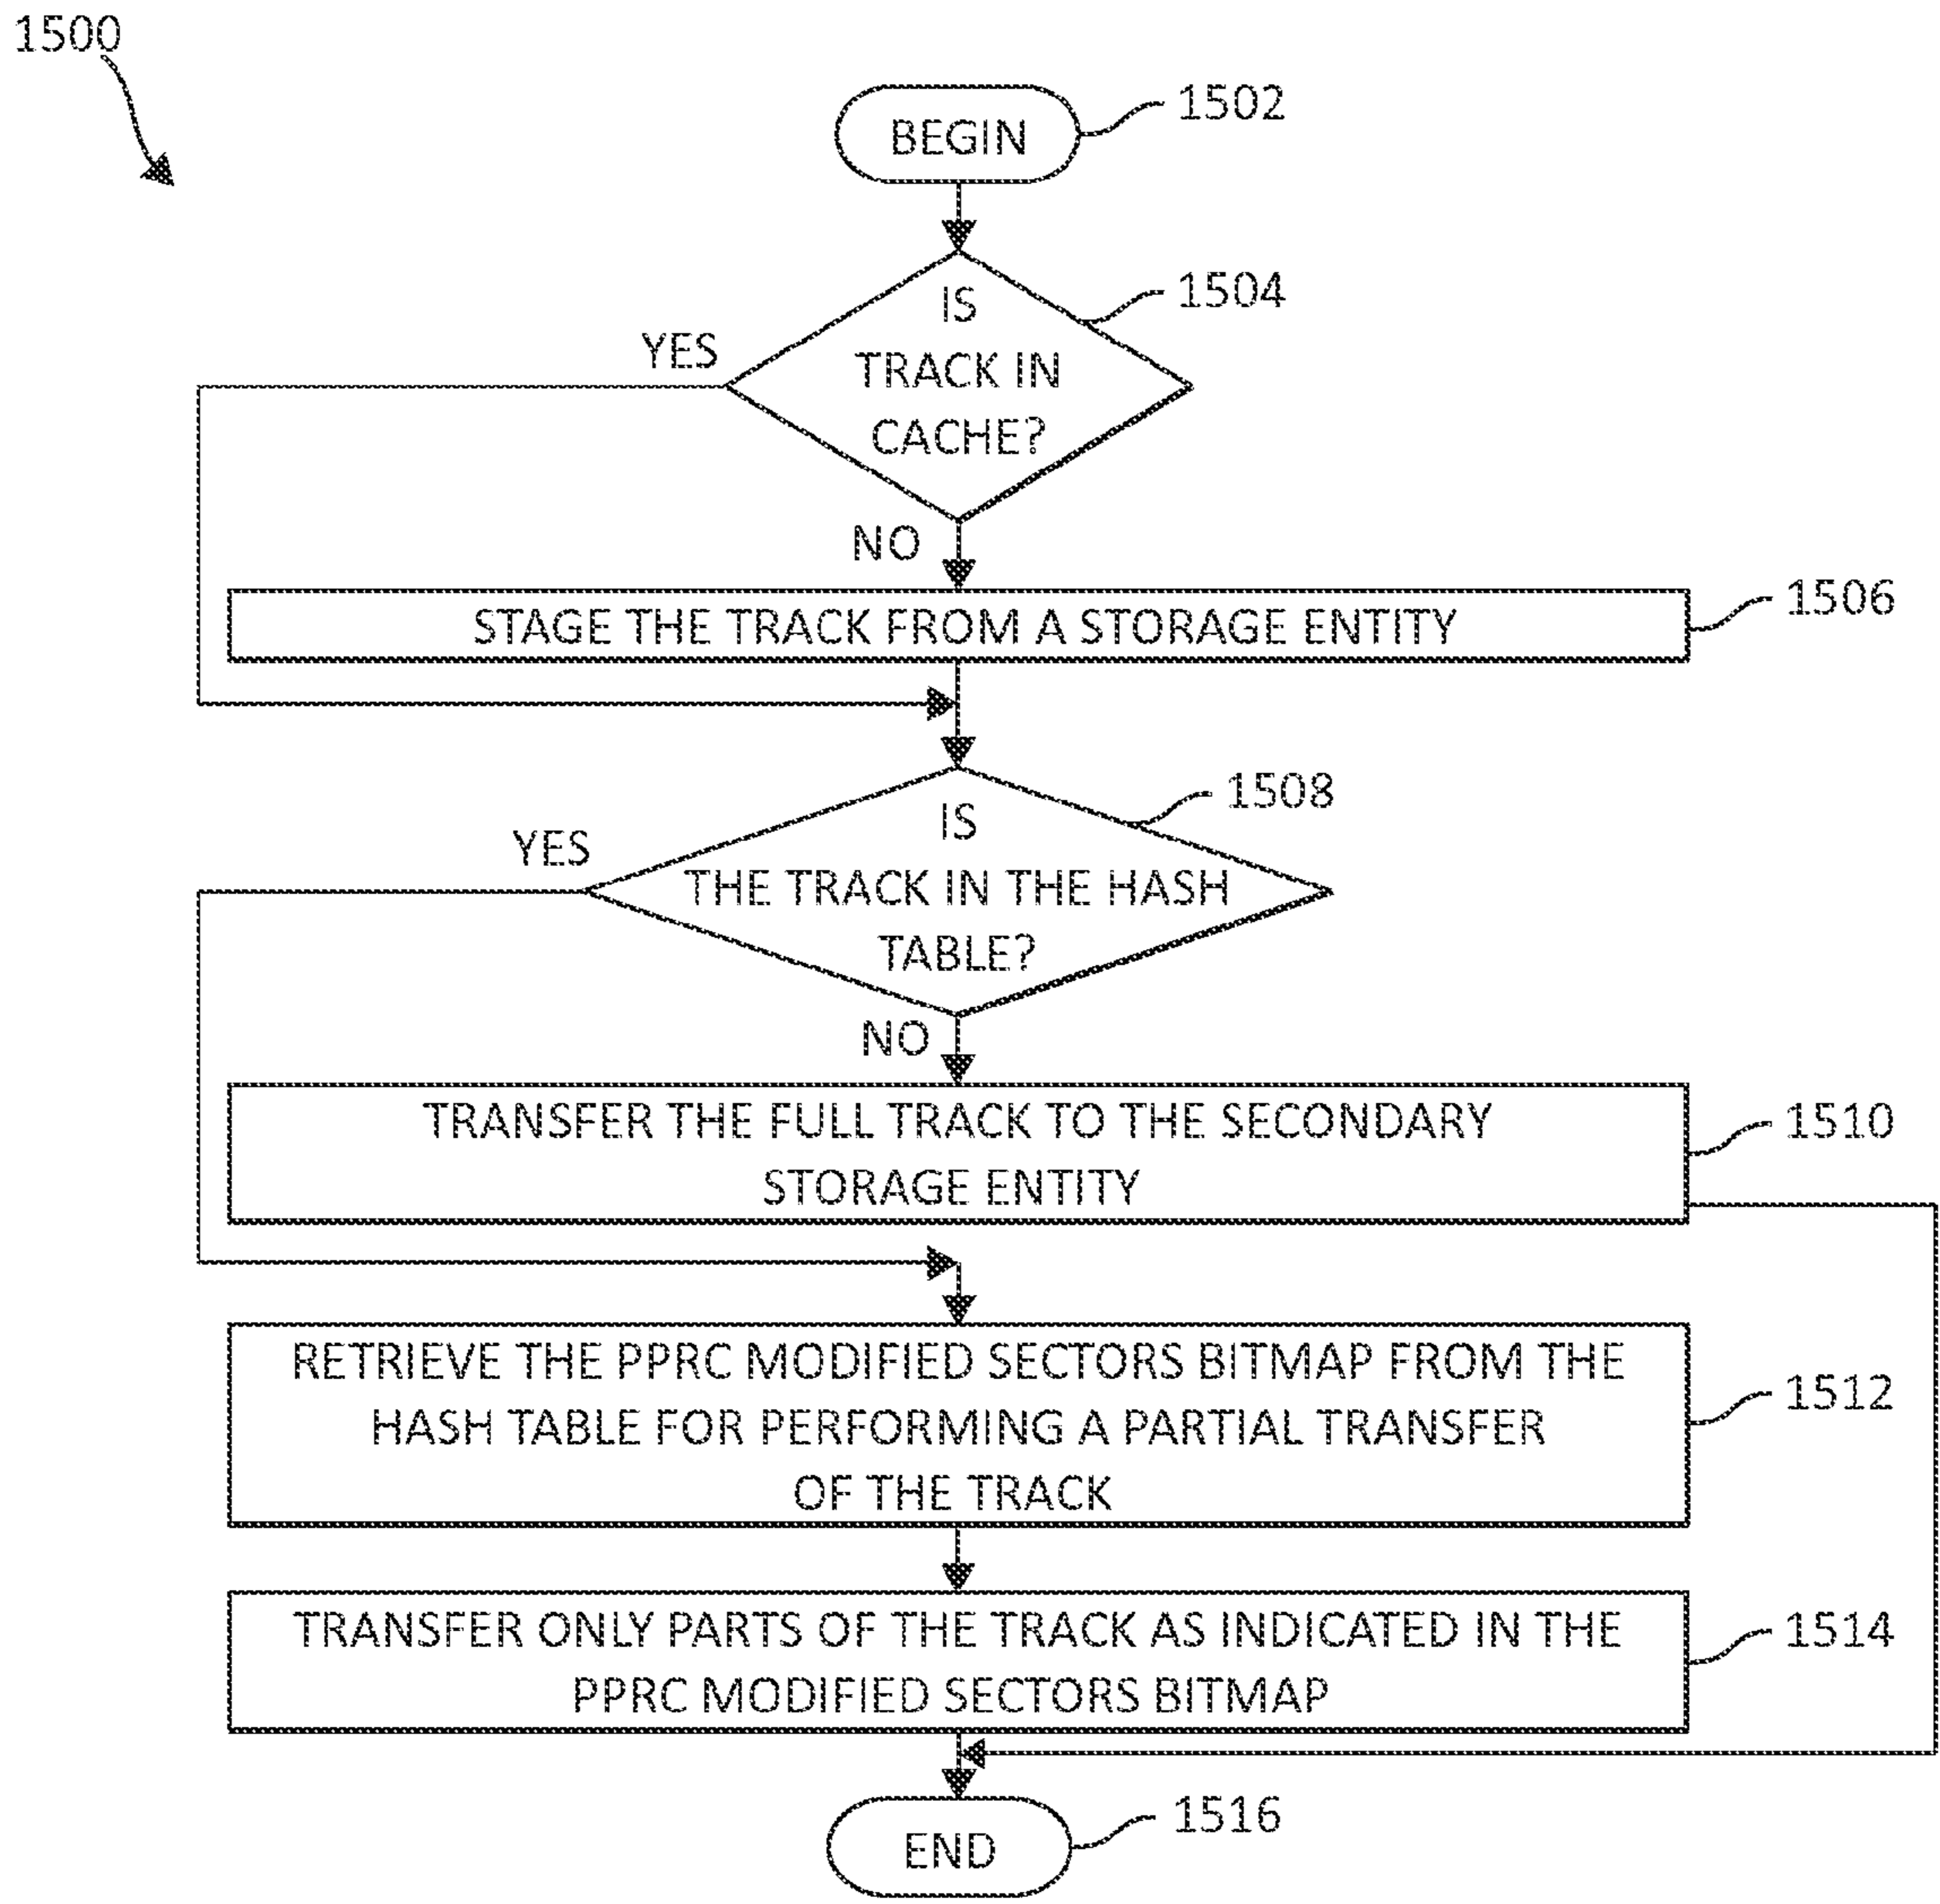 1500
BEGIN
1502
IS
TRACK IN
CACHE?
1504
YES
NO
STAGE THE TRACK FROM A STORAGE ENTITY
1506
IS
THE TRACK IN THE HASH
TABLE?
1508
YES
NO
TRANSFER THE FULL TRACK TO THE SECONDARY
STORAGE ENTITY
1510
RETRIEVE THE PPRC MODIFIED SECTORS BITMAP FROM THE
HASH TABLE FOR PERFORMING A PARTIAL TRANSFER
OF THE TRACK
1512
TRANSFER ONLY PARTS OF THE TRACK AS INDICATED IN THE
PPRC MODIFIED SECTORS BITMAP
1514
END
1516